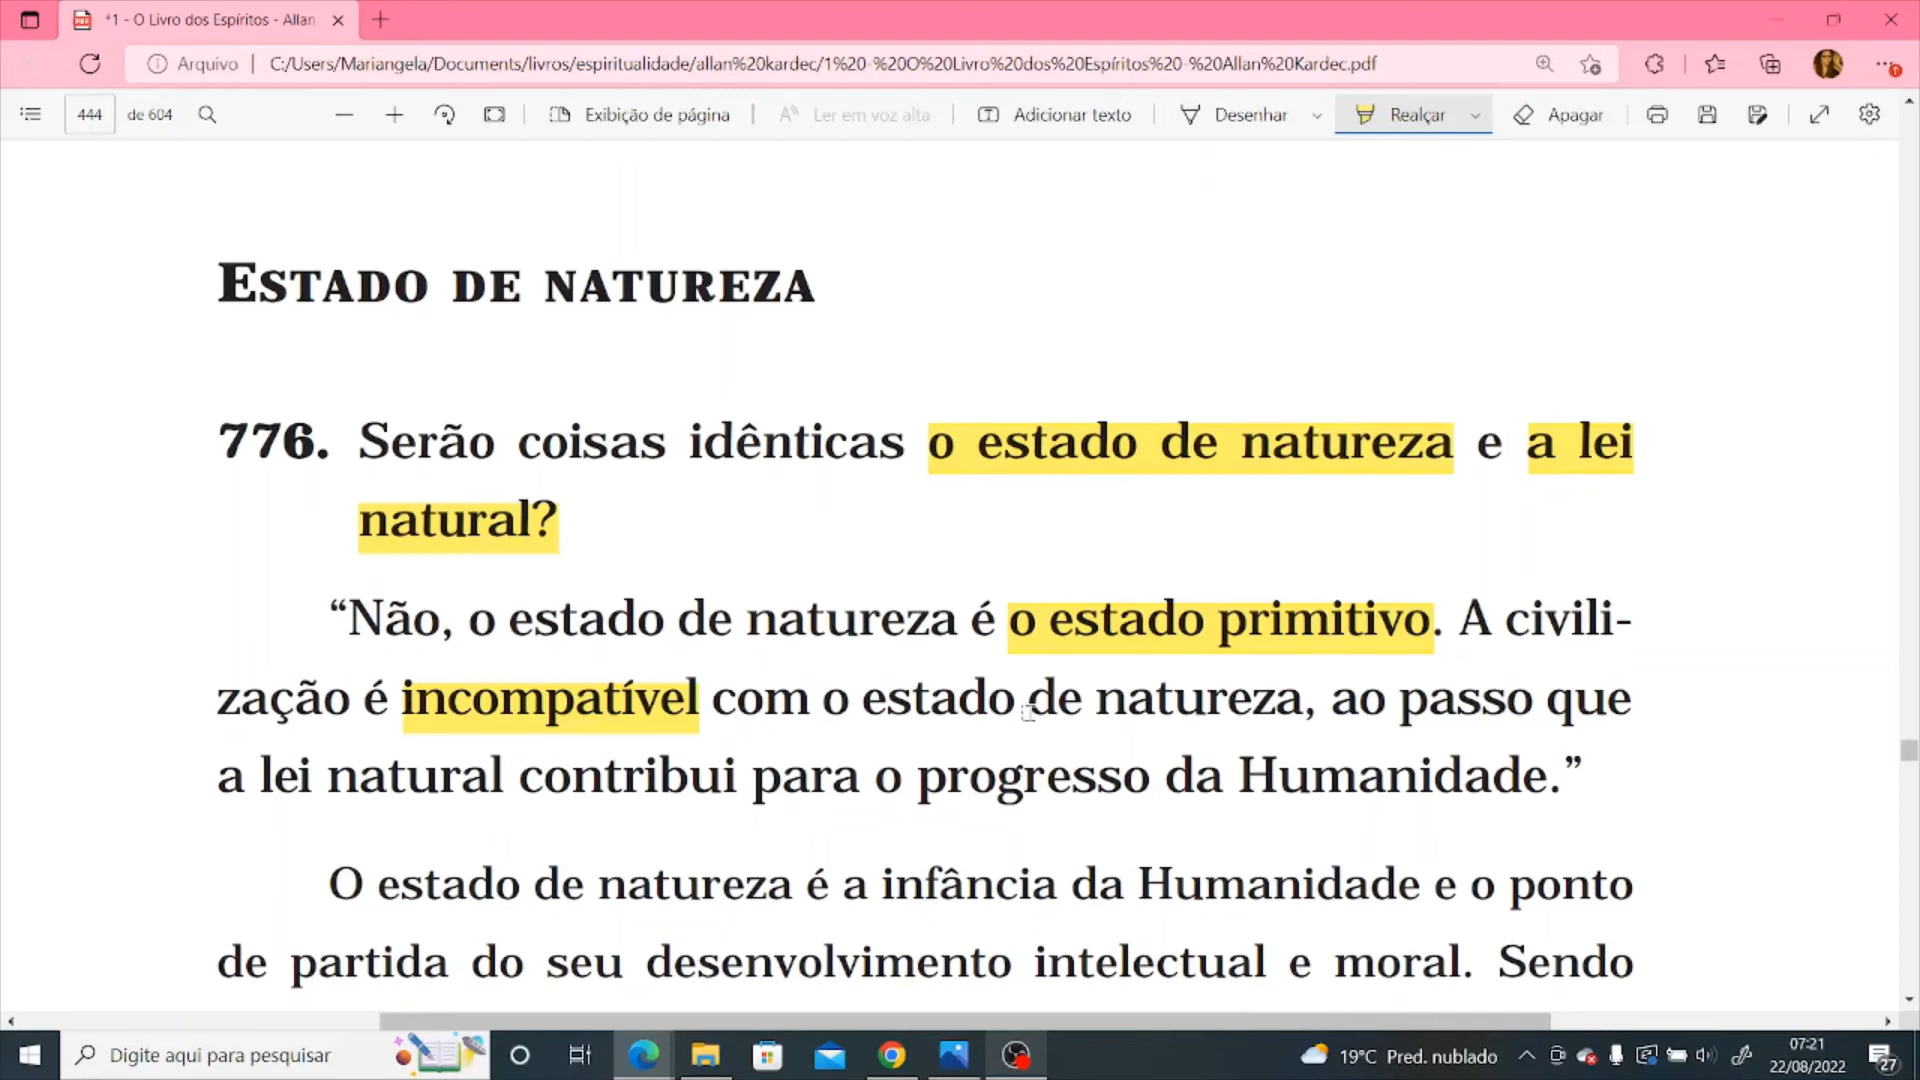 *1 - O Livro dos Espíritos - Allan
Arquivo
C:/Users/Mariangela/Documents/livros/espiritualidade/allan%20kardec/1%20-%20O%20Livro%20dos%20Espíritos%20-%20Allan%20Kardec.pdf
444 de 604
Exibição de página
Ler em voz alta
Adicionar texto
Desenhar
Realçar
Apagar
ESTADO DE NATUREZA
776. Serão coisas idênticas o estado de natureza e a lei
natural?
“Não, o estado de natureza é o estado primitivo. A civili-
zação é incompatível com o estado de natureza, ao passo que
a lei natural contribui para o progresso da Humanidade.”
O estado de natureza é a infância da Humanidade e o ponto
de partida do seu desenvolvimento intelectual e moral. Sendo
Digite aqui para pesquisar
19°C Pred. nublado
07:21
22/08/2022
27